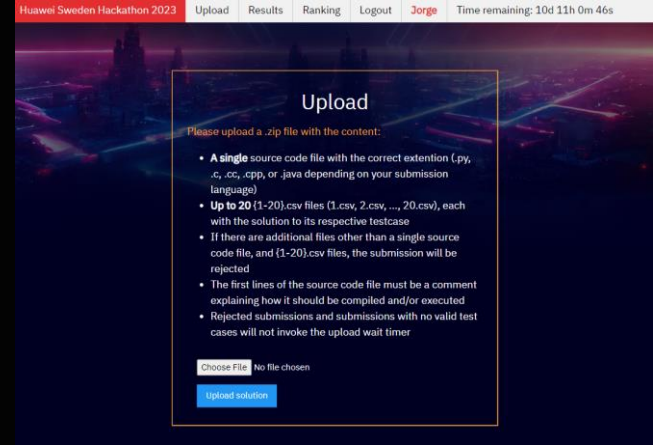 Huawei Sweden Hackathon 2023 Upload Results Ranking Logout Jorge Time remaining: 10d 11h 0m 46s
Upload
Please upload a .zip file with the content:
• A single source code file with the correct extention (.py,
.c, .cc, .cpp, or .java depending on your submission
language)
• Up to 20 {1-20}.csv files (1.csv, 2.csv, ..., 20.csv), each
with the solution to its respective testcase
• If there are additional files other than a single source
code file, and {1-20}.csv files, the submission will be
rejected
• The first lines of the source code file must be a comment
explaining how it should be compiled and/or executed
• Rejected submissions and submissions with no valid test
cases will not invoke the upload wait timer
Choose File No file chosen
Upload solution